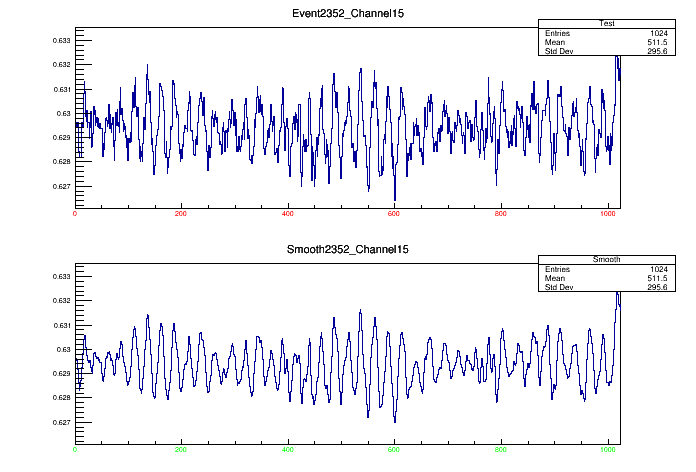 Event2352_Channel15
Test
Entries 1024
Mean 511.5
Std Dev 295.6
0.633
0.632
0.631
0.63
0.629
0.628
0.627
0 200 400 600 800 1000
Smooth2352_Channel15
Smooth
Entries 1024
Mean 511.5
Std Dev 295.6
0.633
0.632
0.631
0.63
0.629
0.628
0.627
0 200 400 600 800 1000